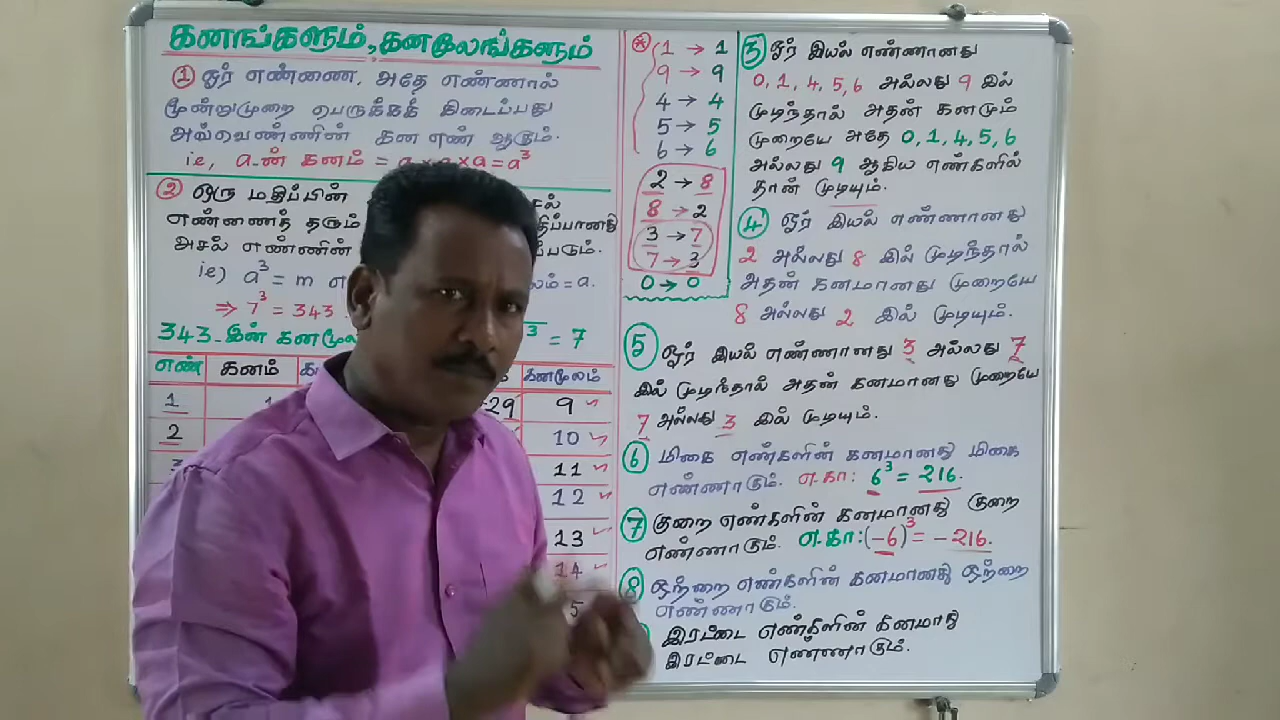 கனங்களும், கனமூலங்களும்
① ஓர் எண்ணை, அதே எண்ணால்
மூன்றுமுறை பெருக்கக் கிடைப்பது
அவ்வெண்ணின் கன எண் ஆகும்.
ie, a-ன் கனம் = a×a×a = a³
② ஒரு மதிப்பின்
எண்ணைத் தரும்
அசல் எண்ணின்
ie) a³ = m
= a.
⇒ 7³ = 343
343-இன் கனமூல
3 = 7
எண் கனம் கனமூலம்
1 29 9
2 10
11
12
13
14
5
* 1 → 1
9 → 9
4 → 4
5 → 5
6 → 6
2 → 8
8 → 2
3 → 7
7 → 3
0 → 0
③ ஓர் இயல் எண்ணானது
0, 1, 4, 5, 6 அல்லது 9 இல்
முடிந்தால் அதன் கனமும்
முறையே அதே 0, 1, 4, 5, 6
அல்லது 9 ஆகிய எண்களில்
தான் முடியும்.
④ ஓர் இயல் எண்ணானது
2 அல்லது 8 இல் முடிந்தால்
அதன் கனமானது முறையே
8 அல்லது 2 இல் முடியும்.
⑤ ஓர் இயல் எண்ணானது 3 அல்லது 7
இல் முடிந்தால் அதன் கனமானது முறையே
7 அல்லது 3 இல் முடியும்.
⑥ மிகை எண்களின் கனமானது மிகை
எண்ணாகும். எ.கா: 6³ = 216.
⑦ குறை எண்களின் கனமானது குறை
எண்ணாகும். எ.கா: (-6)³ = -216.
⑧ ஒற்றை எண்களின் கனமானது ஒற்றை
எண்ணாகும்.
இரட்டை எண்களின் கனமாது
இரட்டை எண்ணாகும்.